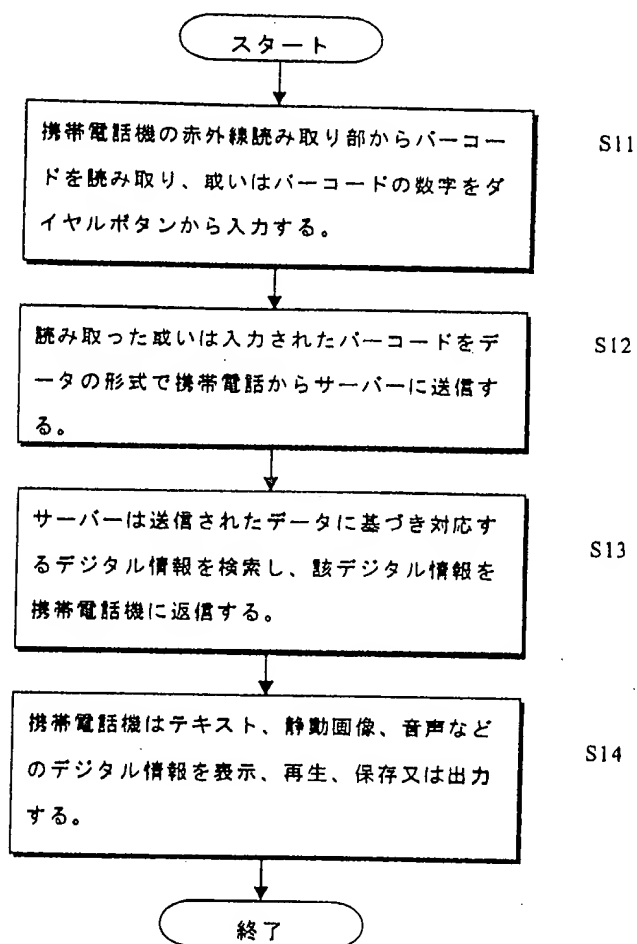 スタート
携帯電話機の赤外線読み取り部からバーコー
ドを読み取り、或いはバーコードの数字をダ
イヤルボタンから入力する。
S11
読み取った或いは入力されたバーコードをデ
ータの形式で携帯電話からサーバーに送信す
る。
S12
サーバーは送信されたデータに基づき対応す
るデジタル情報を検索し、該デジタル情報を
携帯電話機に返信する。
S13
携帯電話機はテキスト、静動画像、音声など
のデジタル情報を表示、再生、保存又は出力
する。
S14
終了